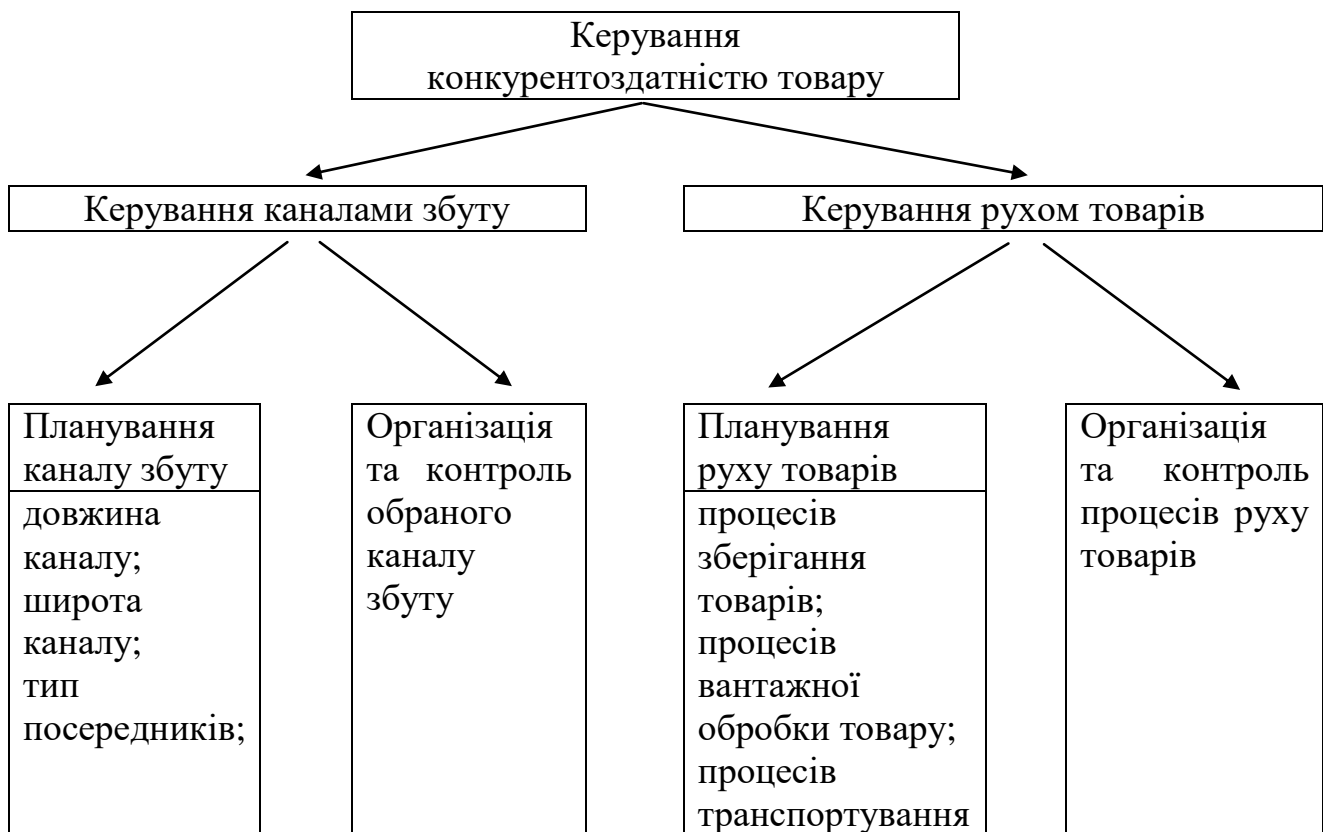 Керування
конкурентоздатністю товару
Керування каналами збуту
Керування рухом товарів
Планування
каналу збуту
довжина
каналу;
широта
каналу;
тип
посередників;
Організація
та контроль
обраного
каналу
збуту
Планування
руху товарів
процесів
зберігання
товарів;
процесів
вантажної
обробки товару;
процесів
транспортування
Організація
та контроль
процесів руху
товарів